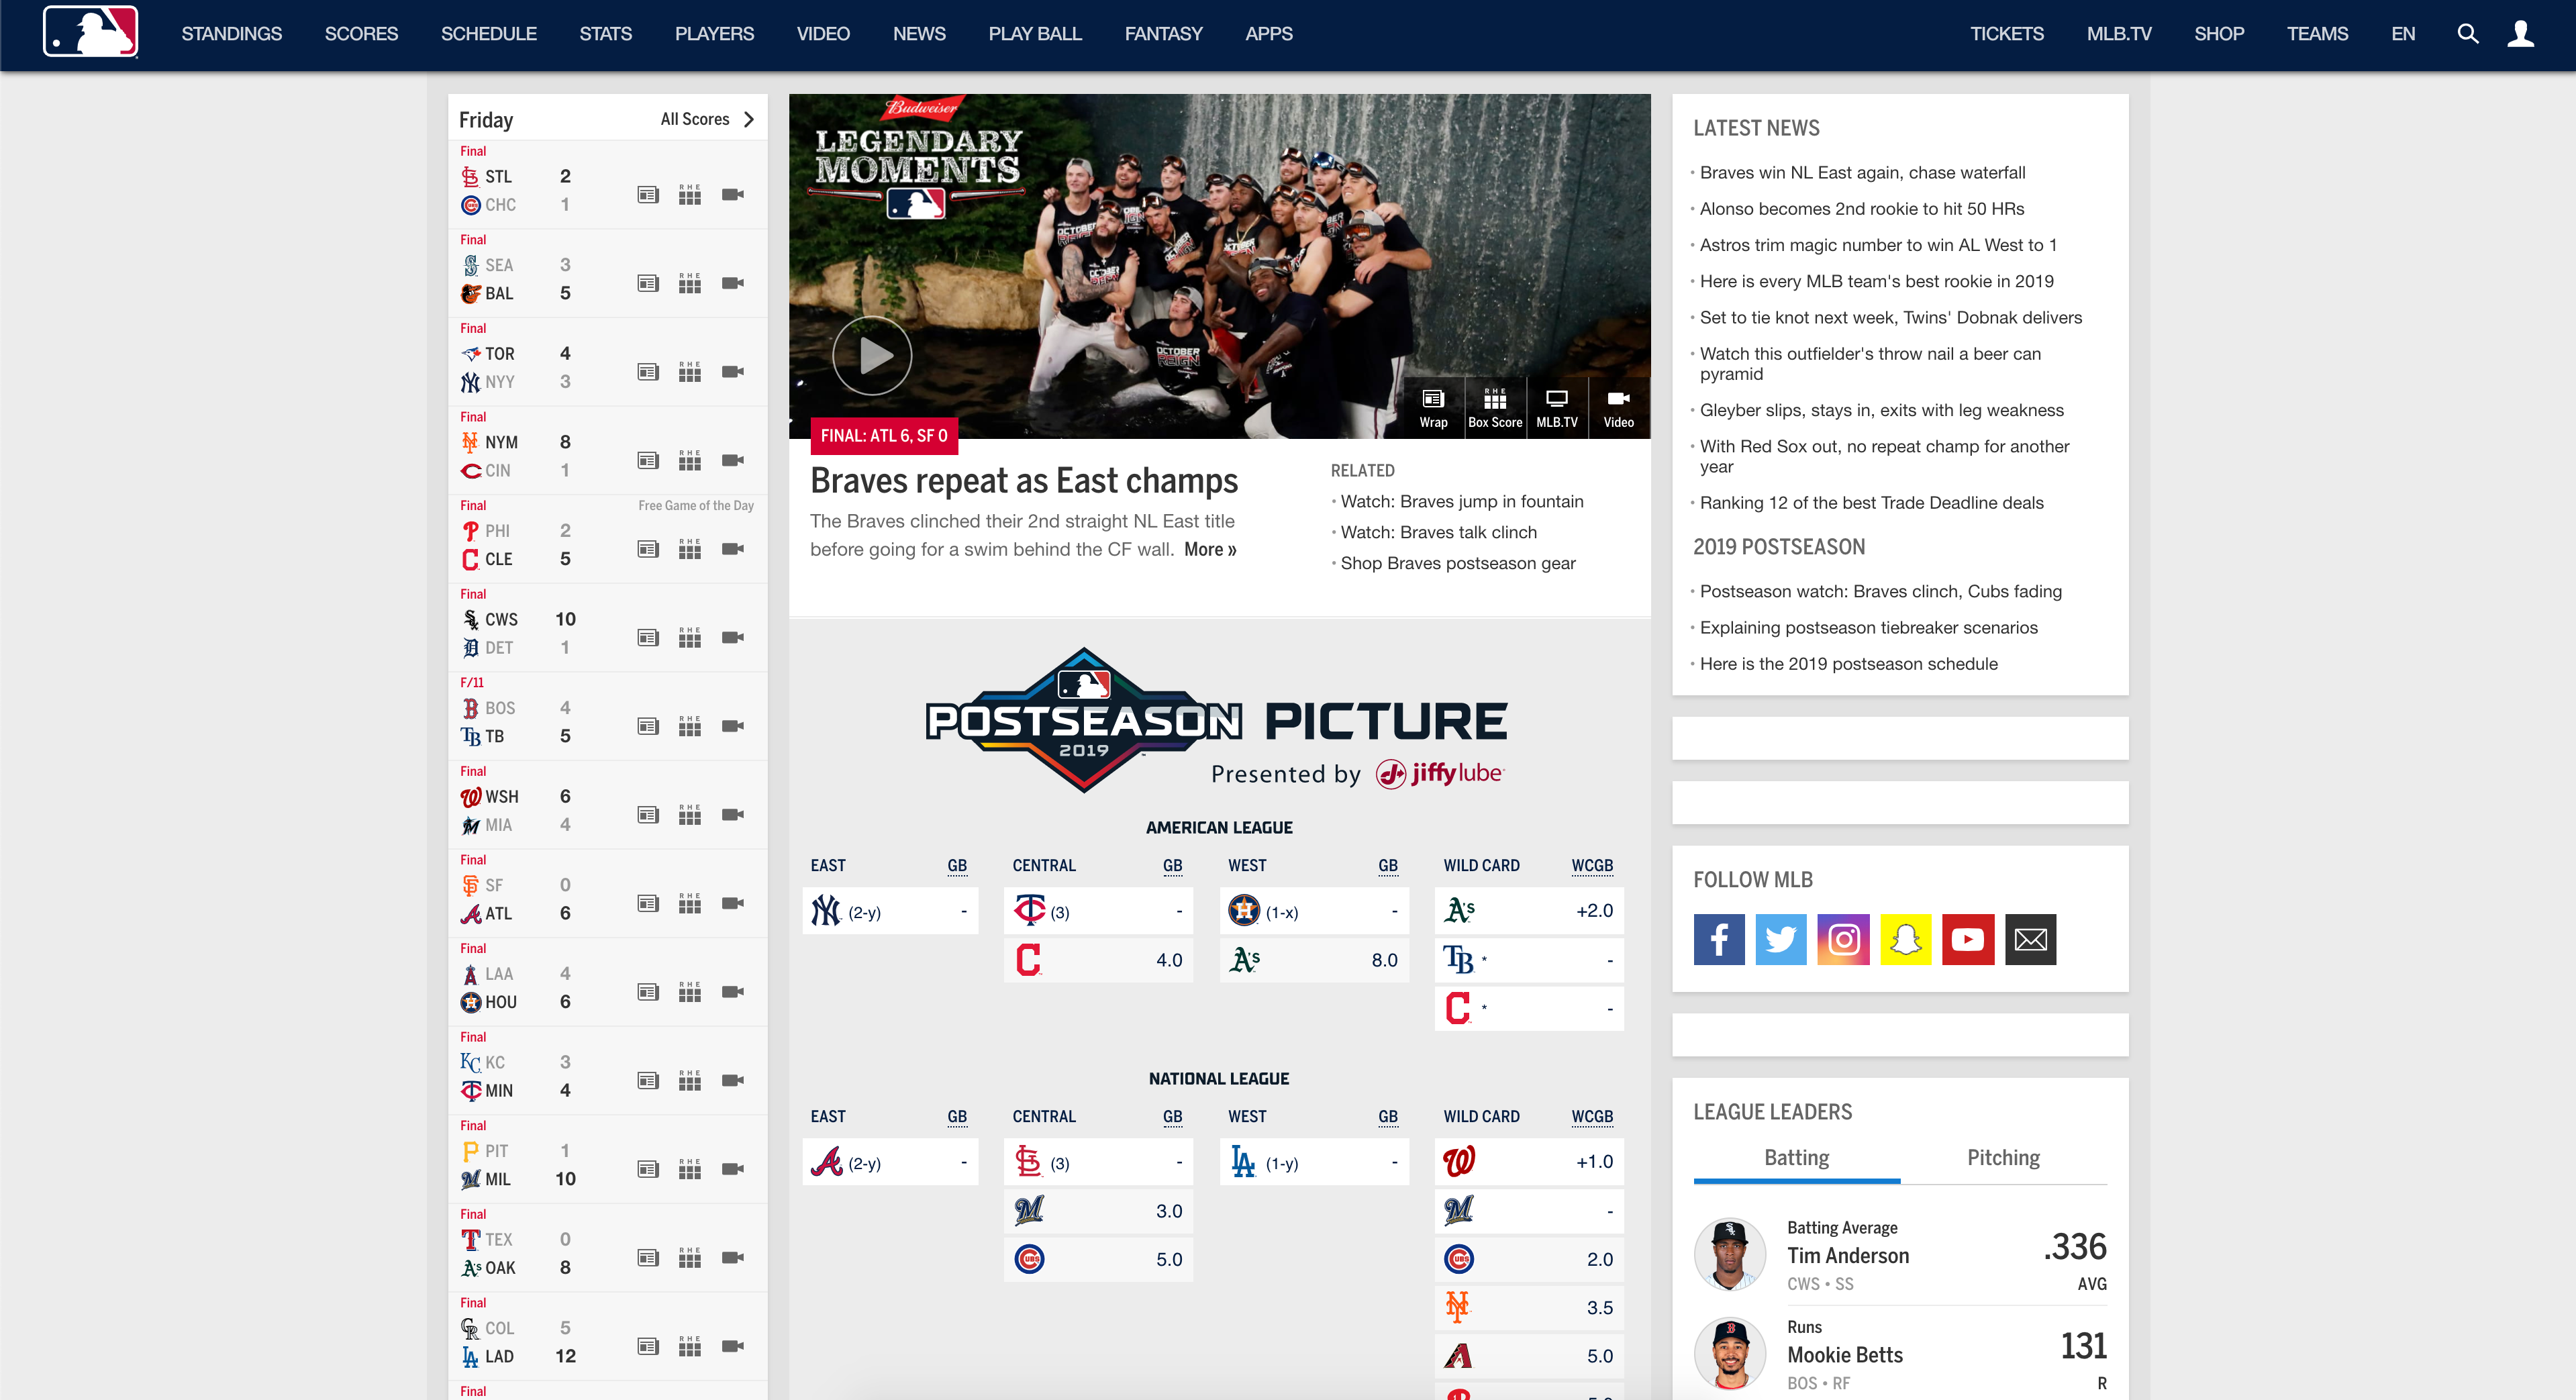 STANDINGS SCORES SCHEDULE STATS PLAYERS VIDEO NEWS PLAY BALL FANTASY APPS TICKETS MLB.TV SHOP TEAMS EN
Friday All Scores
Final
STL 2
CHC 1
Final
SEA 3
BAL 5
Final
TOR 4
NYY 3
Final
NYM 8
CIN 1
Final Free Game of the Day
PHI 2
CLE 5
Final
CWS 10
DET 1
F/11
BOS 4
TB 5
Final
WSH 6
MIA 4
Final
SF 0
ATL 6
Final
LAA 4
HOU 6
Final
KC 3
MIN 4
Final
PIT 1
MIL 10
Final
TEX 0
OAK 8
Final
COL 5
LAD 12
Final
Budweiser
LEGENDARY
MOMENTS
OCTOBER
REIGN
Wrap Box Score MLB.TV Video
FINAL: ATL 6, SF 0
Braves repeat as East champs
The Braves clinched their 2nd straight NL East title
before going for a swim behind the CF wall. More »
RELATED
• Watch: Braves jump in fountain
• Watch: Braves talk clinch
• Shop Braves postseason gear
POSTSEASON PICTURE
2019
Presented by jiffy lube
AMERICAN LEAGUE
EAST GB CENTRAL GB WEST GB WILD CARD WCGB
(2-y) - (3) - (1-x) - A's +2.0
C 4.0 A's 8.0 TB * -
C * -
NATIONAL LEAGUE
EAST GB CENTRAL GB WEST GB WILD CARD WCGB
A (2-y) - STL (3) - LA (1-y) - W +1.0
M 3.0 M -
CUBS 5.0 CUBS 2.0
NY 3.5
A 5.0
LATEST NEWS
• Braves win NL East again, chase waterfall
• Alonso becomes 2nd rookie to hit 50 HRs
• Astros trim magic number to win AL West to 1
• Here is every MLB team's best rookie in 2019
• Set to tie knot next week, Twins' Dobnak delivers
• Watch this outfielder's throw nail a beer can
pyramid
• Gleyber slips, stays in, exits with leg weakness
• With Red Sox out, no repeat champ for another
year
• Ranking 12 of the best Trade Deadline deals
2019 POSTSEASON
• Postseason watch: Braves clinch, Cubs fading
• Explaining postseason tiebreaker scenarios
• Here is the 2019 postseason schedule
FOLLOW MLB
LEAGUE LEADERS
Batting Pitching
Batting Average
Tim Anderson .336
CWS • SS AVG
Runs
Mookie Betts 131
BOS • RF R